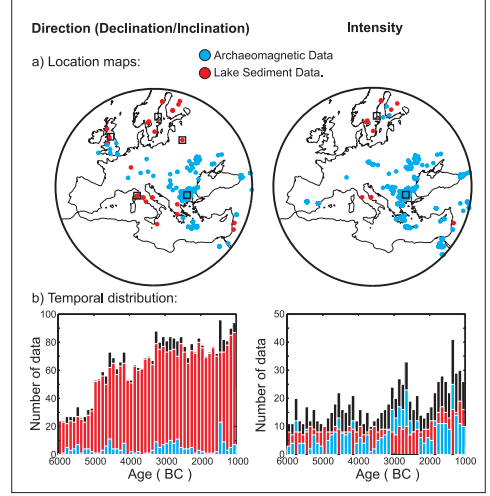 Direction (Declination/Inclination)
Intensity
a) Location maps:
Archaeomagnetic Data
Lake Sediment Data.
b) Temporal distribution:
Number of data
100
80
60
40
20
0
6000 5000 4000 3000 2000 1000
Age ( BC )
Number of data
50
40
30
20
10
0
6000 5000 4000 3000 2000 1000
Age ( BC )